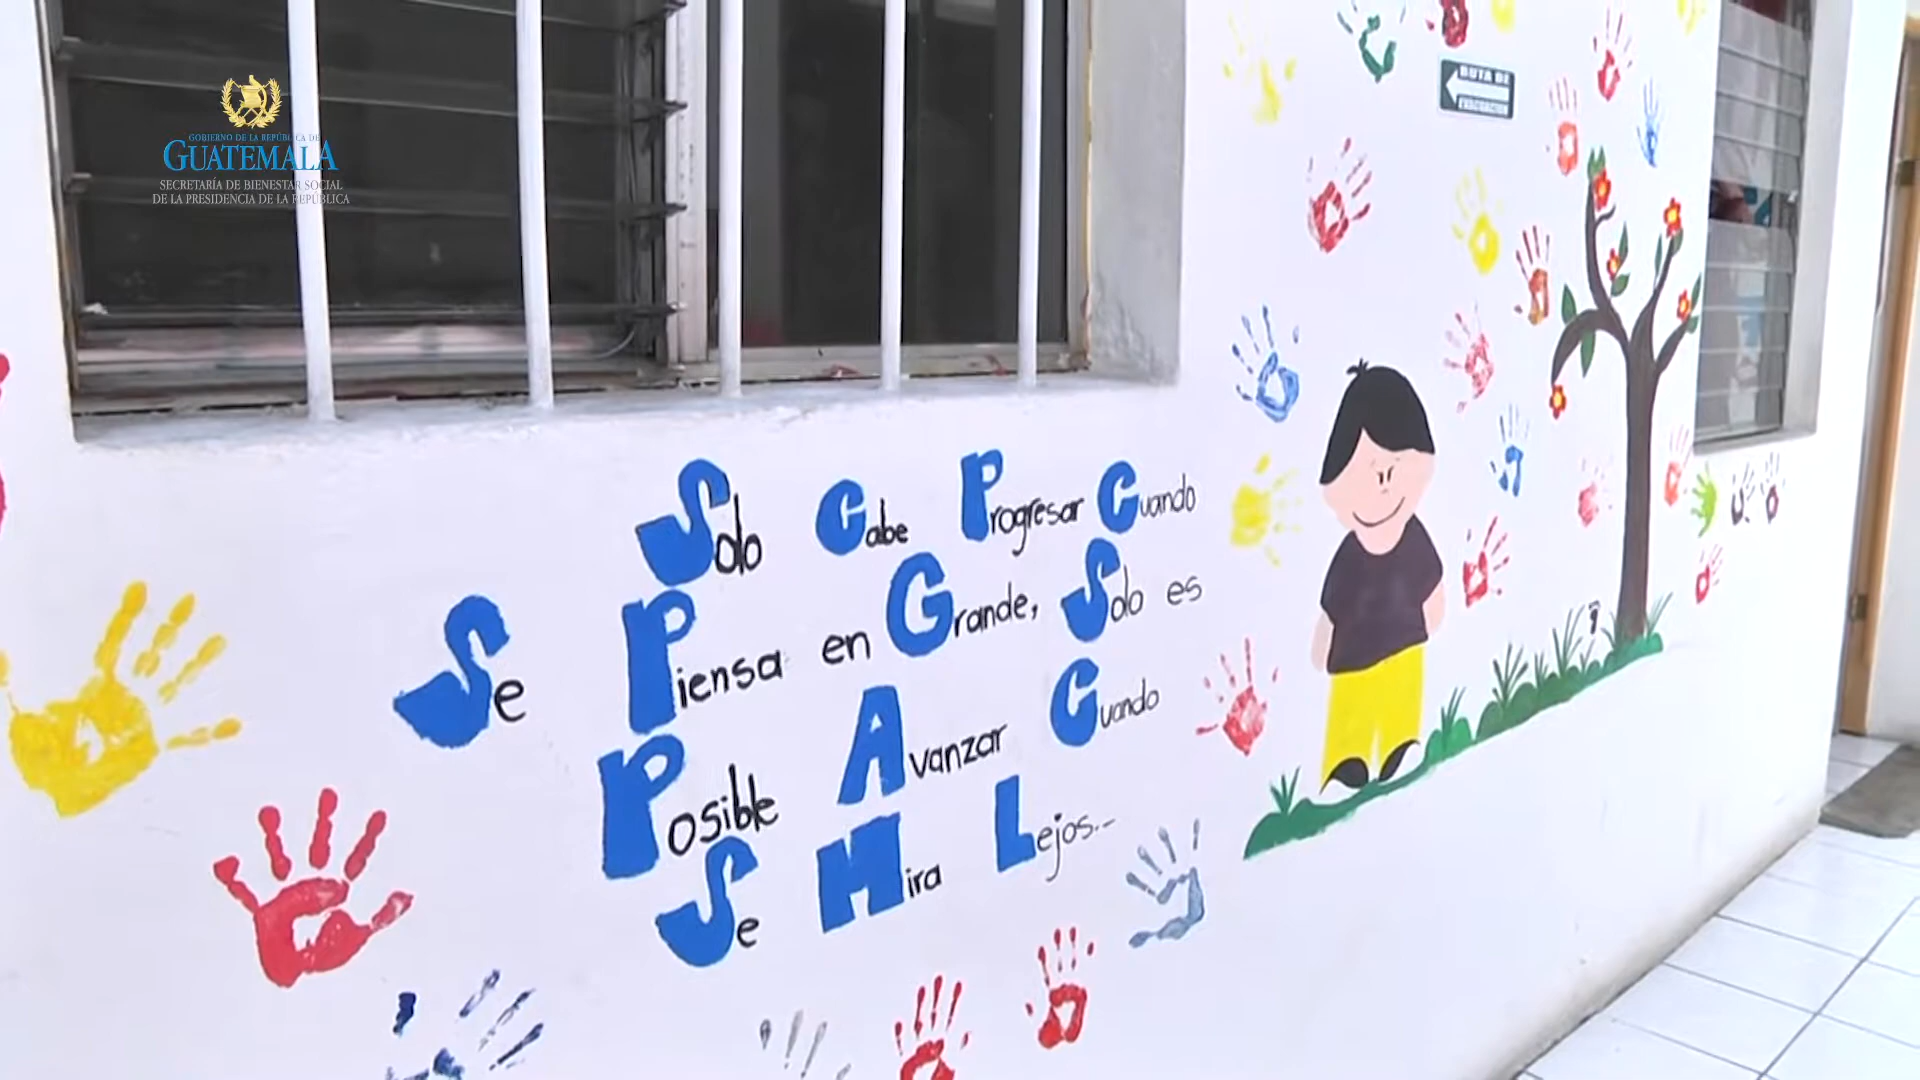 GOBIERNO DE LA REPÚBLICA DE
GUATEMALA
SECRETARÍA DE BIENESTAR SOCIAL
DE LA PRESIDENCIA DE LA REPÚBLICA
RUTA DE
EVACUACION
Solo Cabe Progresar Cuando
Se Piensa en Grande, Solo es
Posible Avanzar Cuando
Se Mira Lejos..-